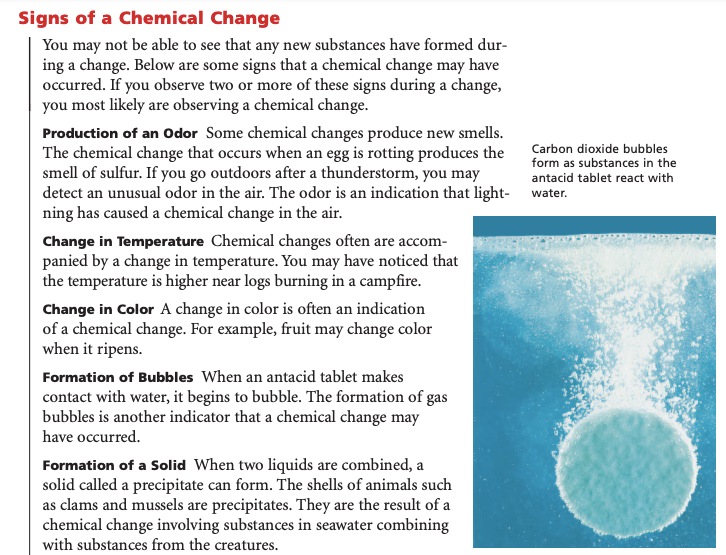 Signs of a Chemical Change
You may not be able to see that any new substances have formed dur-
ing a change. Below are some signs that a chemical change may have
occurred. If you observe two or more of these signs during a change,
you most likely are observing a chemical change.
Production of an Odor Some chemical changes produce new smells.
The chemical change that occurs when an egg is rotting produces the
smell of sulfur. If you go outdoors after a thunderstorm, you may
detect an unusual odor in the air. The odor is an indication that light-
ning has caused a chemical change in the air.
Change in Temperature Chemical changes often are accom-
panied by a change in temperature. You may have noticed that
the temperature is higher near logs burning in a campfire.
Change in Color A change in color is often an indication
of a chemical change. For example, fruit may change color
when it ripens.
Formation of Bubbles When an antacid tablet makes
contact with water, it begins to bubble. The formation of gas
bubbles is another indicator that a chemical change may
have occurred.
Formation of a Solid When two liquids are combined, a
solid called a precipitate can form. The shells of animals such
as clams and mussels are precipitates. They are the result of a
chemical change involving substances in seawater combining
with substances from the creatures.
Carbon dioxide bubbles
form as substances in the
antacid tablet react with
water.